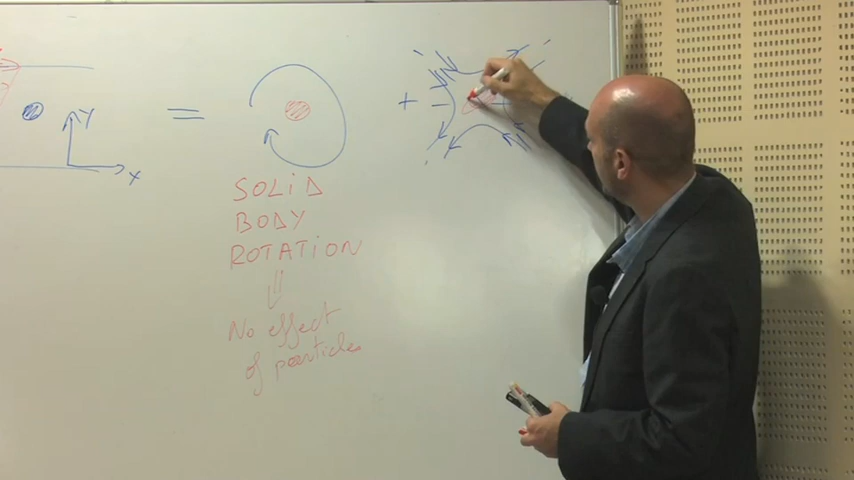 Y
x
=
+
SOLID
BODY
ROTATION
No effect
of particles